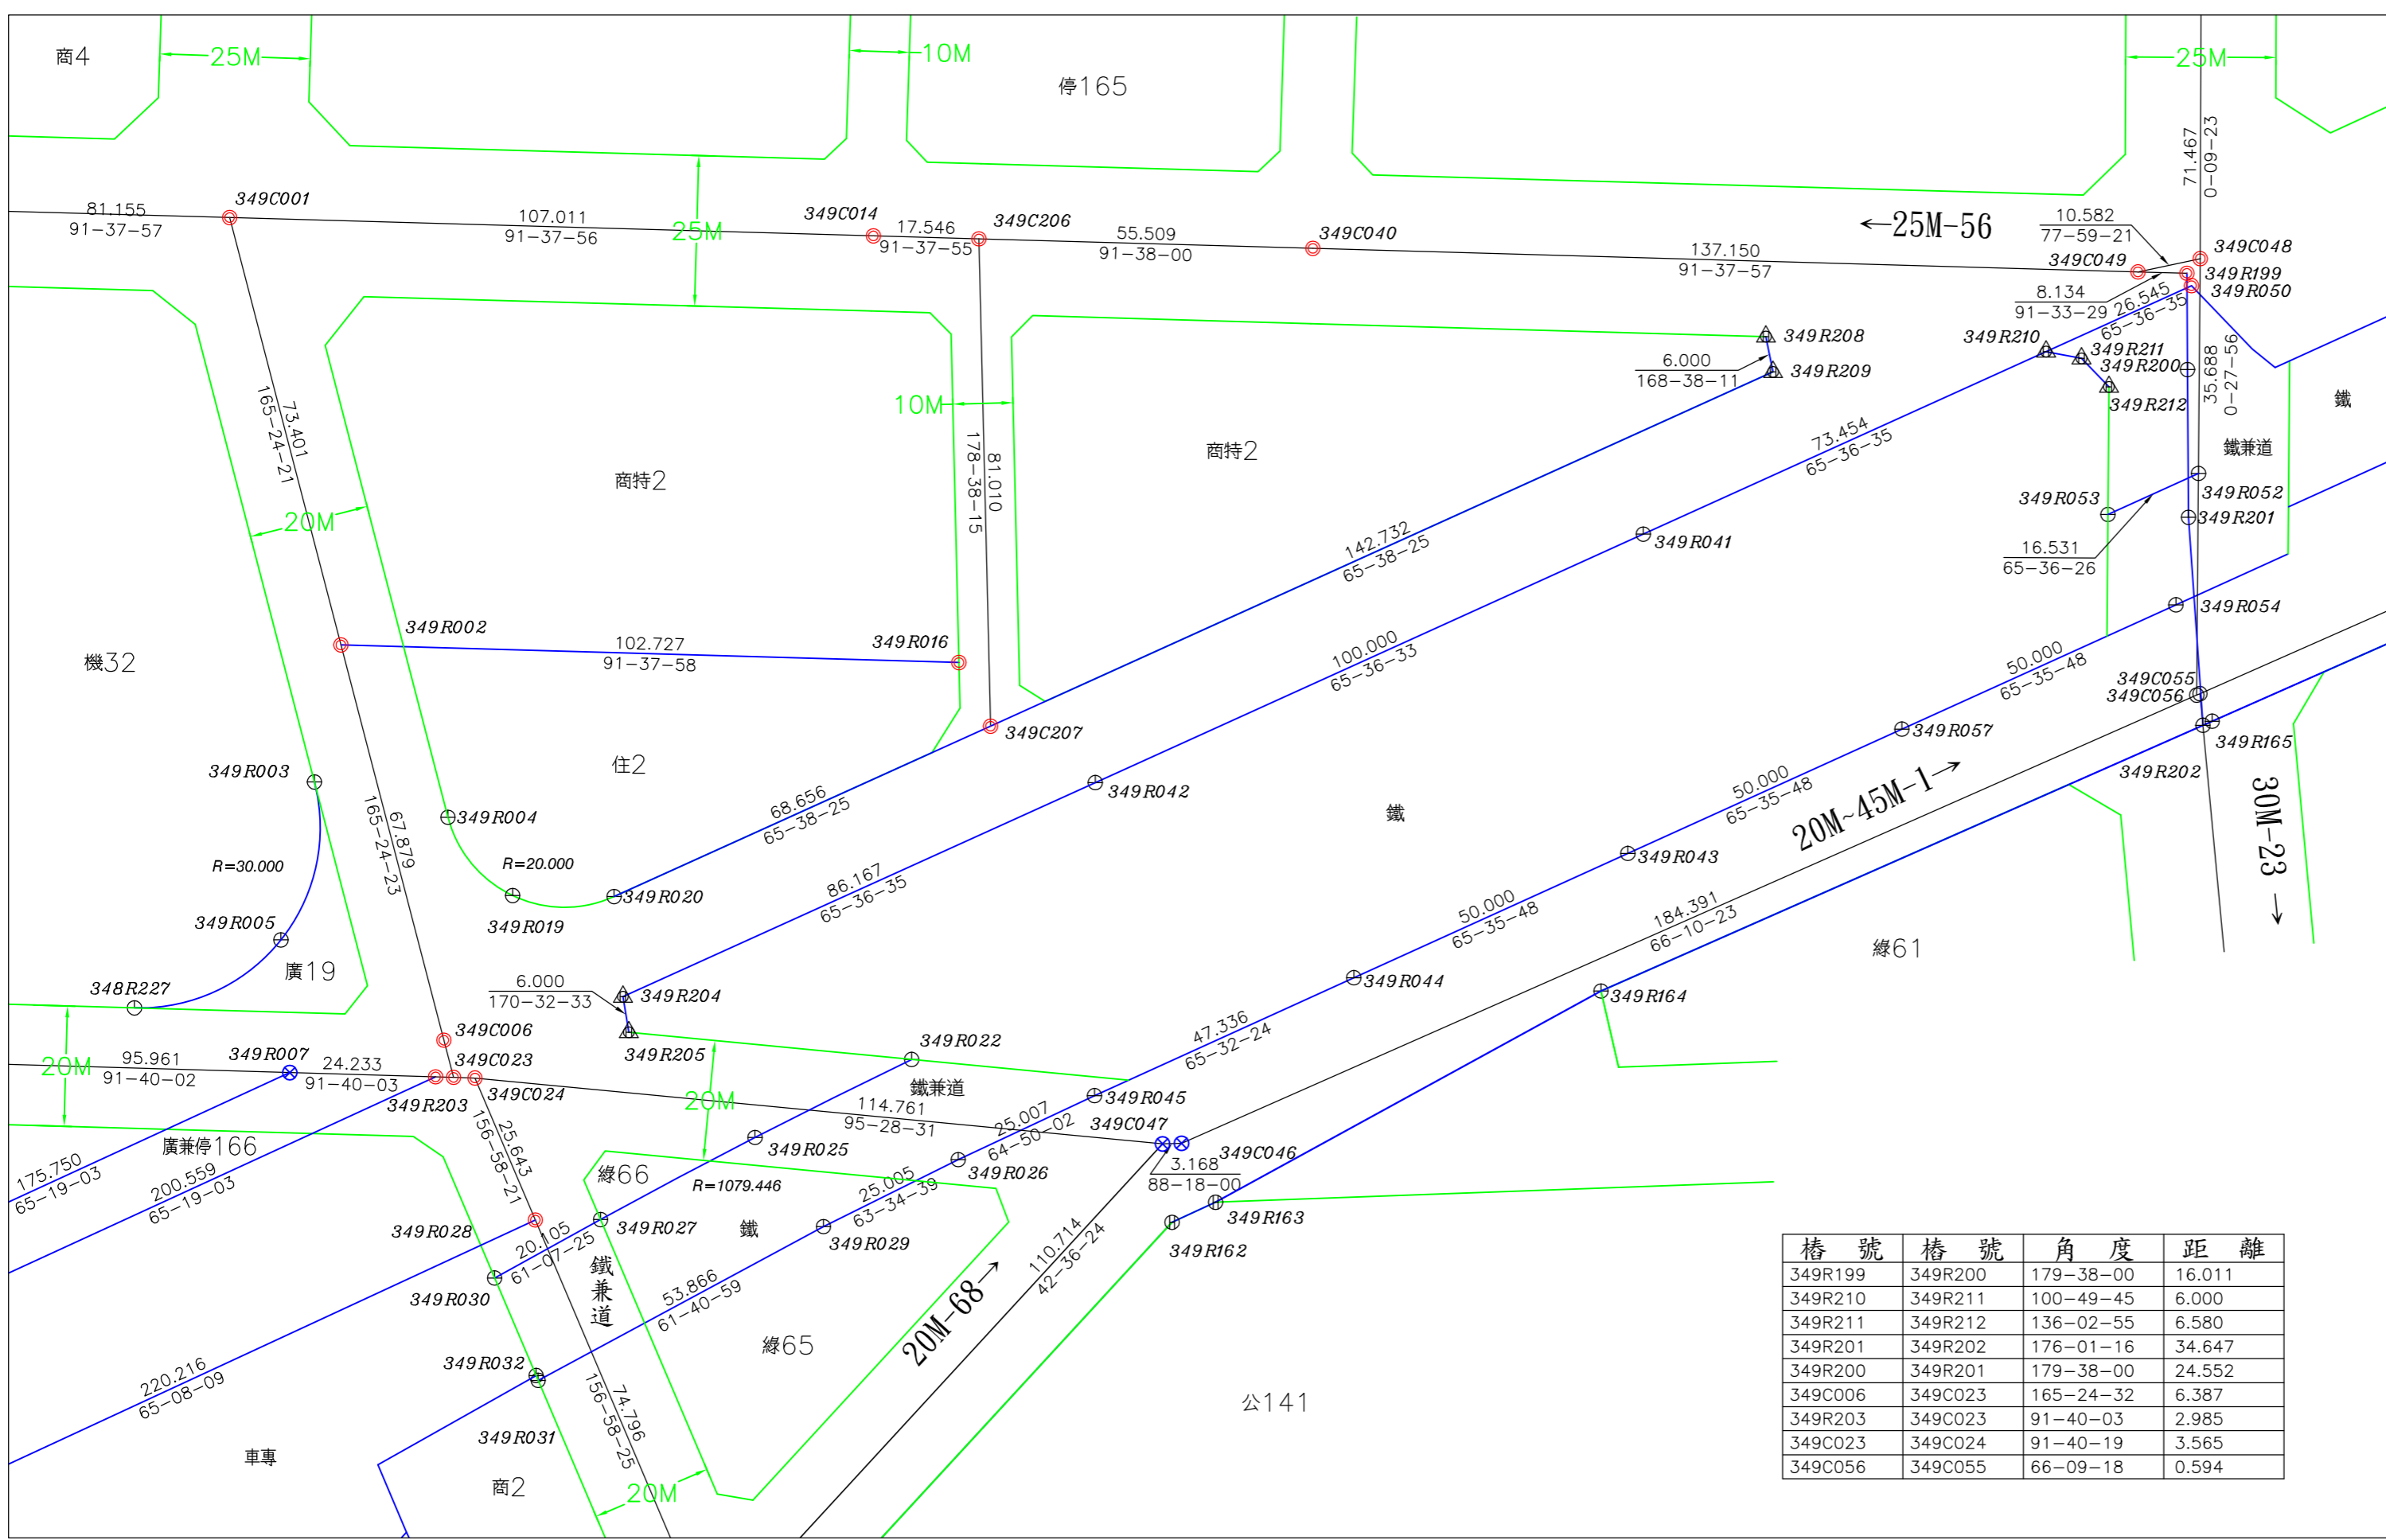 商4
25M
10M
停165
25M
71.467
0-09-23
81.155
91-37-57
349C001
107.011
91-37-56
25M
349C014
17.546
91-37-55
349C206
55.509
91-38-00
349C040
137.150
91-37-57
←25M-56
10.582
77-59-21
349C049
349C048
349R199
349R050
8.134
91-33-29
26.545
65-36-35
349R210
349R211
349R200
349R212
35.688
0-27-56
鐵
鐵兼道
349R208
6.000
168-38-11
349R209
73.401
165-24-21
20M
商特2
10M
81.010
178-38-15
商特2
142.732
65-38-25
73.454
65-36-35
349R041
349R053
349R052
349R201
16.531
65-36-26
349R054
機32
349R002
102.727
91-37-58
349R016
100.000
65-36-33
50.000
65-35-48
349C055
349C056
349R165
349R202
349R057
349C207
住2
349R003
349R004
67.879
165-24-23
R=30.000
R=20.000
68.656
65-38-25
349R042
鐵
50.000
65-35-48
20M~45M-1→
30M-23→
349R043
349R005
廣19
348R227
349R019
349R020
86.167
65-36-35
50.000
65-35-48
184.391
66-10-23
綠61
349R044
349R164
6.000
170-32-33
349R204
349R205
349C006
349R022
47.336
65-32-24
20M
95.961
91-40-02
349R007
24.233
91-40-03
349C023
349C024
349R203
鐵兼道
20M
114.761
95-28-31
349R045
25.007
64-50-02
349C047
349C046
3.168
88-18-00
廣兼停166
175.750
65-19-03
200.559
65-19-03
25.643
156-58-21
349R025
349R026
綠66
R=1079.446
25.005
63-34-39
349R163
349R162
349R028
349R027
鐵
349R029
20.105
61-07-25
349R030
鐵兼道
53.866
61-40-59
20M-68→
110.714
42-36-24
綠65
220.216
65-08-09
349R032
74.796
156-58-25
349R031
車專
商2
20M
公141
樁號 樁號 角度 距離
349R199 349R200 179-38-00 16.011
349R210 349R211 100-49-45 6.000
349R211 349R212 136-02-55 6.580
349R201 349R202 176-01-16 34.647
349R200 349R201 179-38-00 24.552
349C006 349C023 165-24-32 6.387
349R203 349C023 91-40-03 2.985
349C023 349C024 91-40-19 3.565
349C056 349C055 66-09-18 0.594